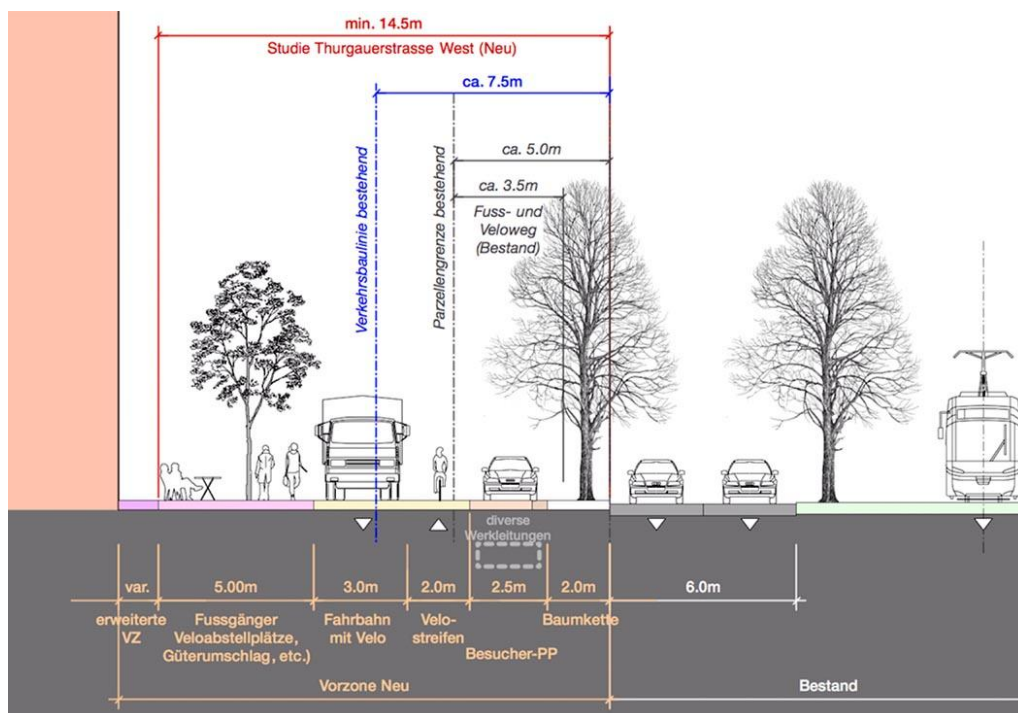 min. 14.5m
Studie Thurgauerstrasse West (Neu)
ca. 7.5m
Verkehrsbaulinie bestehend
Parzellengrenze bestehend
ca. 5.0m
ca. 3.5m
Fuss- und
Veloweg
(Bestand)
diverse
Werkleitungen
var.
5.00m
3.0m
2.0m
2.5m
2.0m
6.0m
erweiterte
VZ
Fussgänger
Veloabstellplätze,
Güterumschlag, etc.)
Fahrbahn
mit Velo
Velo-
streifen
Besucher-PP
Baumkette
Vorzone Neu
Bestand